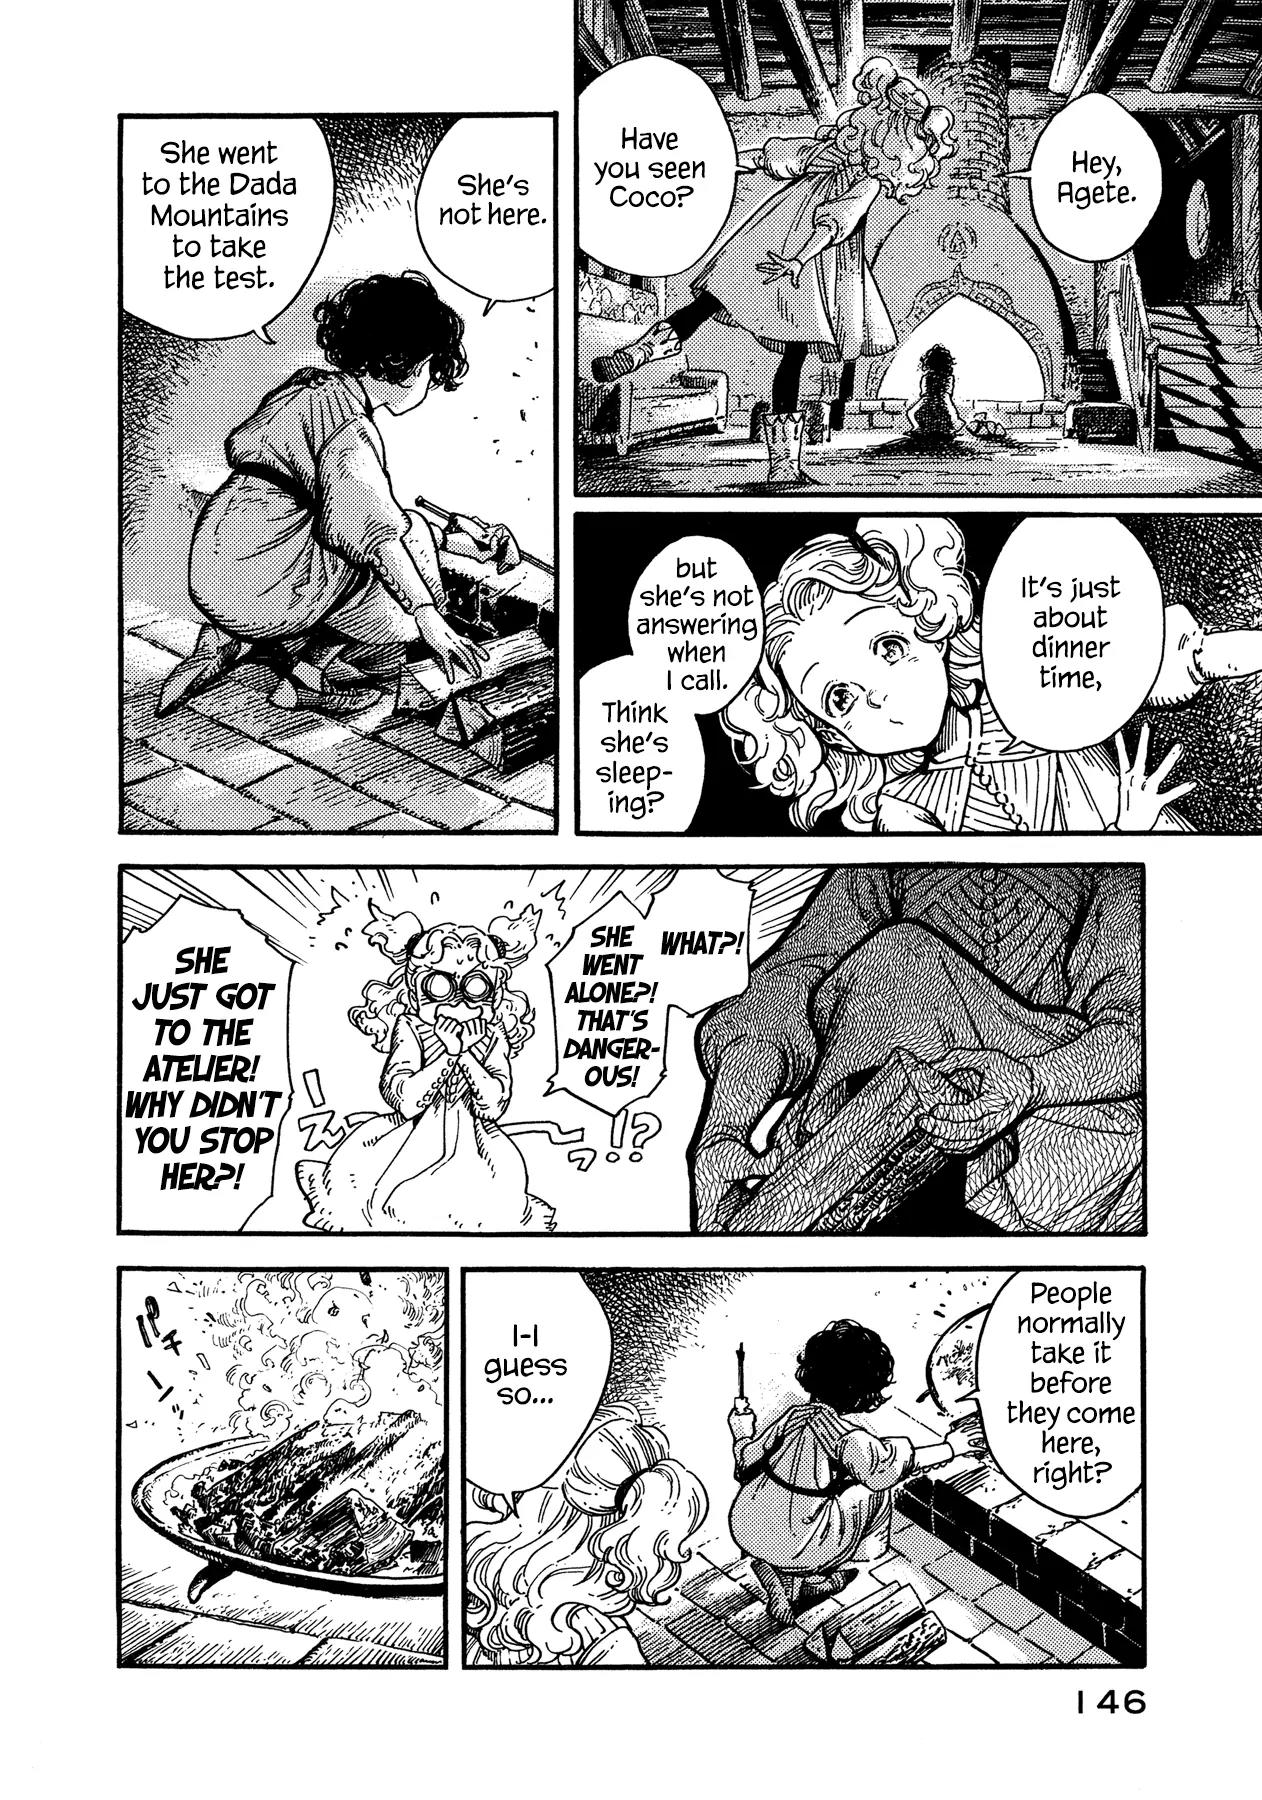 Hey,
Agete.
Have
you seen
Coco?
It's just
about
dinner
time,
but
she's not
answering
when
I call.
Think
she's
sleep-
ing?
She's
not here.
She went
to the Dada
Mountains
to take
the test.
WHAT?!
SHE
WENT
ALONE?!
THAT'S
DANGER-
OUS!
!?
SHE
JUST GOT
TO THE
ATELIER!
WHY DIDN'T
YOU STOP
HER?!
People
normally
take it
before
they come
here,
right?
I-I
guess
so...
パチ
146